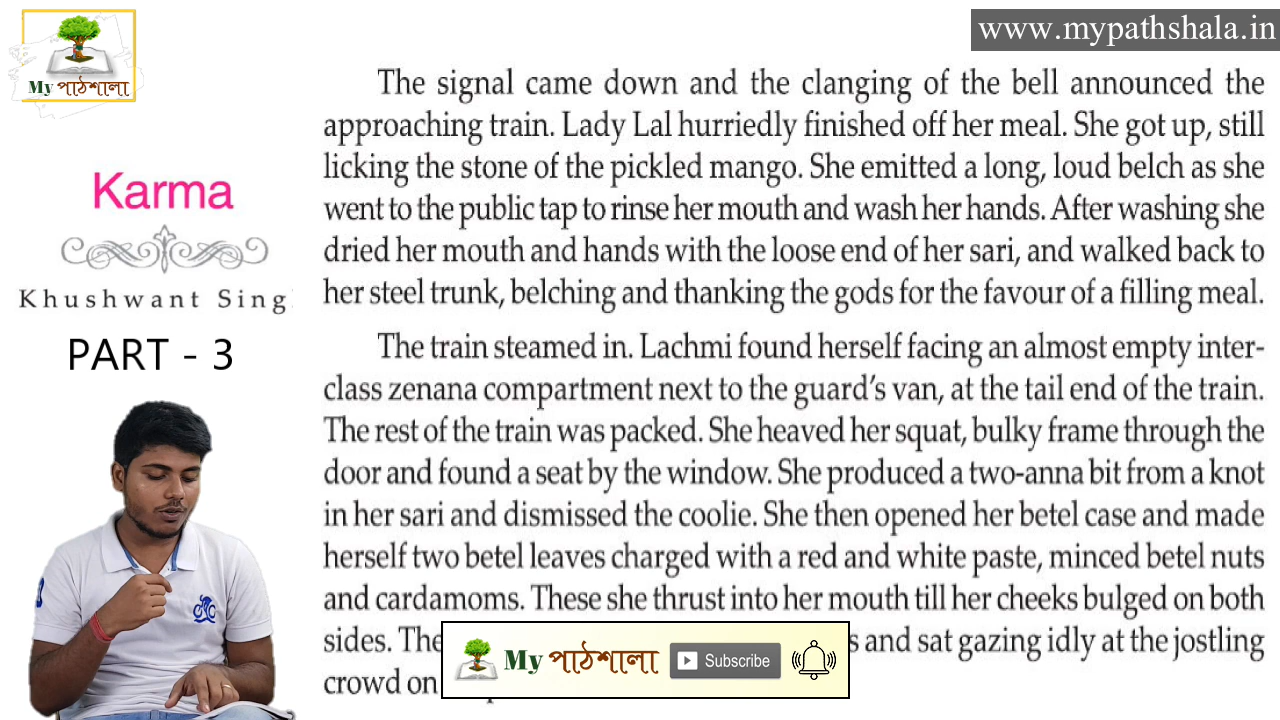 www.mypathshala.in
My পাঠশালা
Karma
Khushwant Sing
PART - 3
The signal came down and the clanging of the bell announced the
approaching train. Lady Lal hurriedly finished off her meal. She got up, still
licking the stone of the pickled mango. She emitted a long, loud belch as she
went to the public tap to rinse her mouth and wash her hands. After washing she
dried her mouth and hands with the loose end of her sari, and walked back to
her steel trunk, belching and thanking the gods for the favour of a filling meal.
The train steamed in. Lachmi found herself facing an almost empty inter-
class zenana compartment next to the guard's van, at the tail end of the train.
The rest of the train was packed. She heaved her squat, bulky frame through the
door and found a seat by the window. She produced a two-anna bit from a knot
in her sari and dismissed the coolie. She then opened her betel case and made
herself two betel leaves charged with a red and white paste, minced betel nuts
and cardamoms. These she thrust into her mouth till her cheeks bulged on both
sides. The s and sat gazing idly at the jostling
crowd on
My পাঠশালা Subscribe